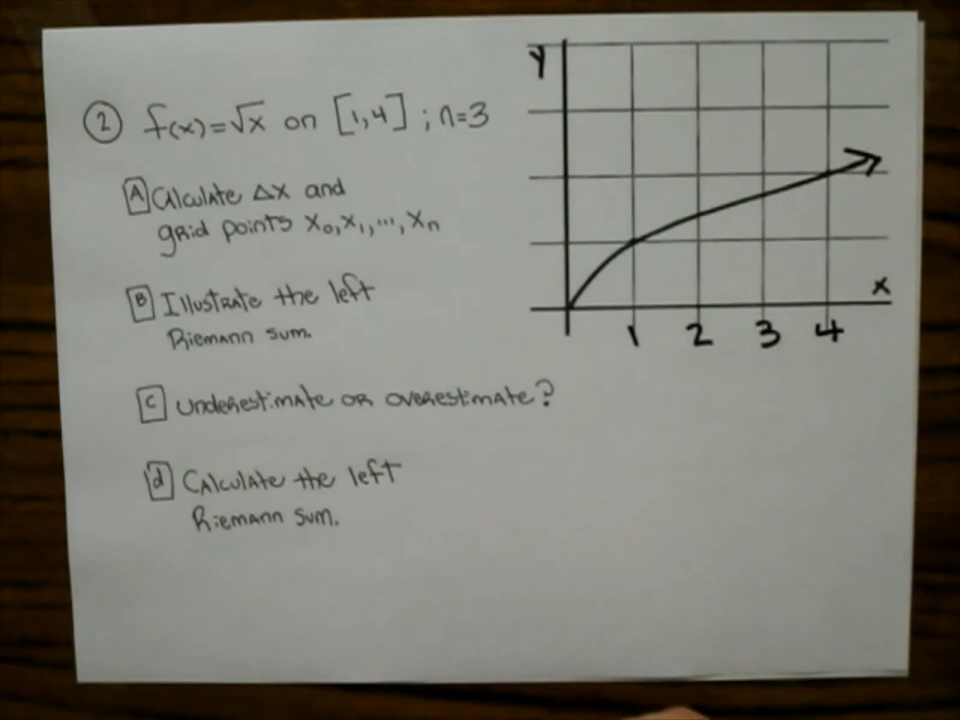 ② f(x)=√x on [1,4] ; n=3
A Calculate Δx and
grid points x₀,x₁,...,xₙ
B Illustrate the left
Riemann sum.
C Underestimate or overestimate?
d Calculate the left
Riemann sum.
y
x
1 2 3 4